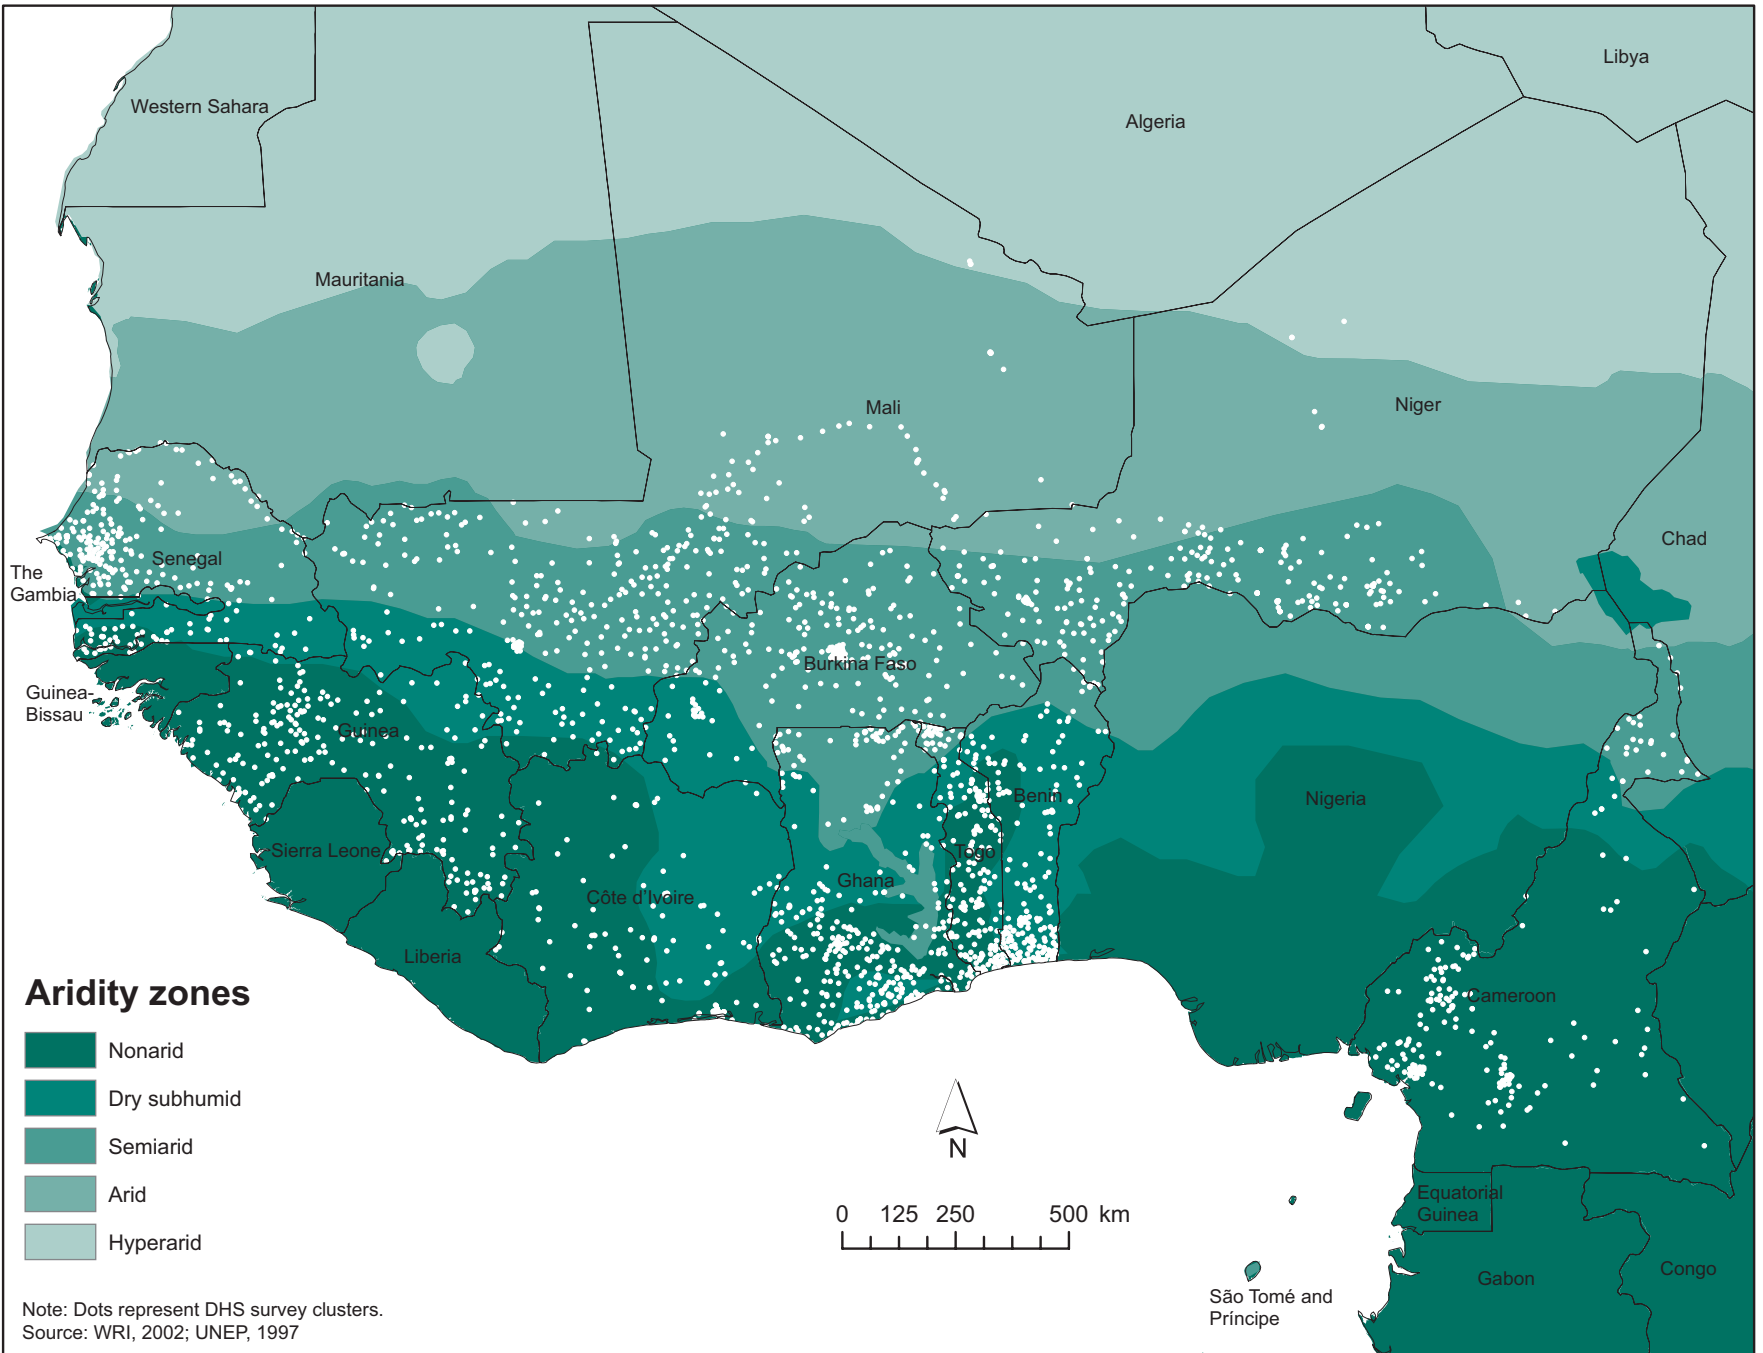 Libya
Western Sahara
Algeria
Mauritania
Mali
Niger
Chad
Senegal
The
Gambia
Burkina Faso
Guinea-
Bissau
Guinea
Benin
Nigeria
Sierra Leone
Togo
Ghana
Côte d'Ivoire
Liberia
Cameroon
Aridity zones
Nonarid
Dry subhumid
Semiarid
Arid
Hyperarid
N
0 125 250 500 km
Equatorial
Guinea
Gabon
Congo
São Tomé and
Príncipe
Note: Dots represent DHS survey clusters.
Source: WRI, 2002; UNEP, 1997